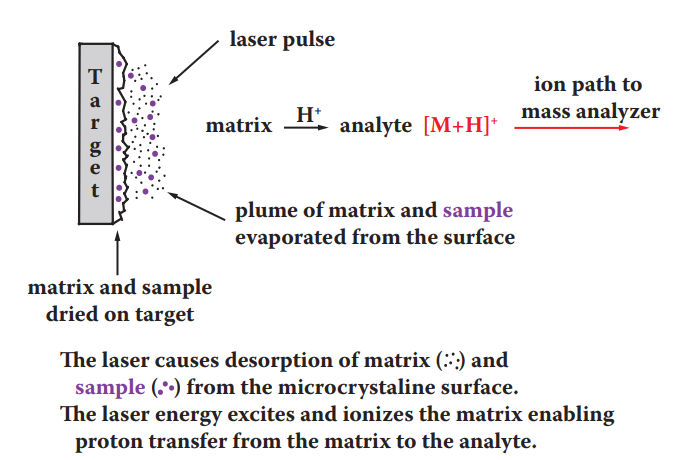 laser pulse
Target
ion path to
mass analyzer
matrix H⁺ analyte [M+H]⁺
plume of matrix and sample
evaporated from the surface
matrix and sample
dried on target
The laser causes desorption of matrix () and
sample () from the microcrystaline surface.
The laser energy excites and ionizes the matrix enabling
proton transfer from the matrix to the analyte.